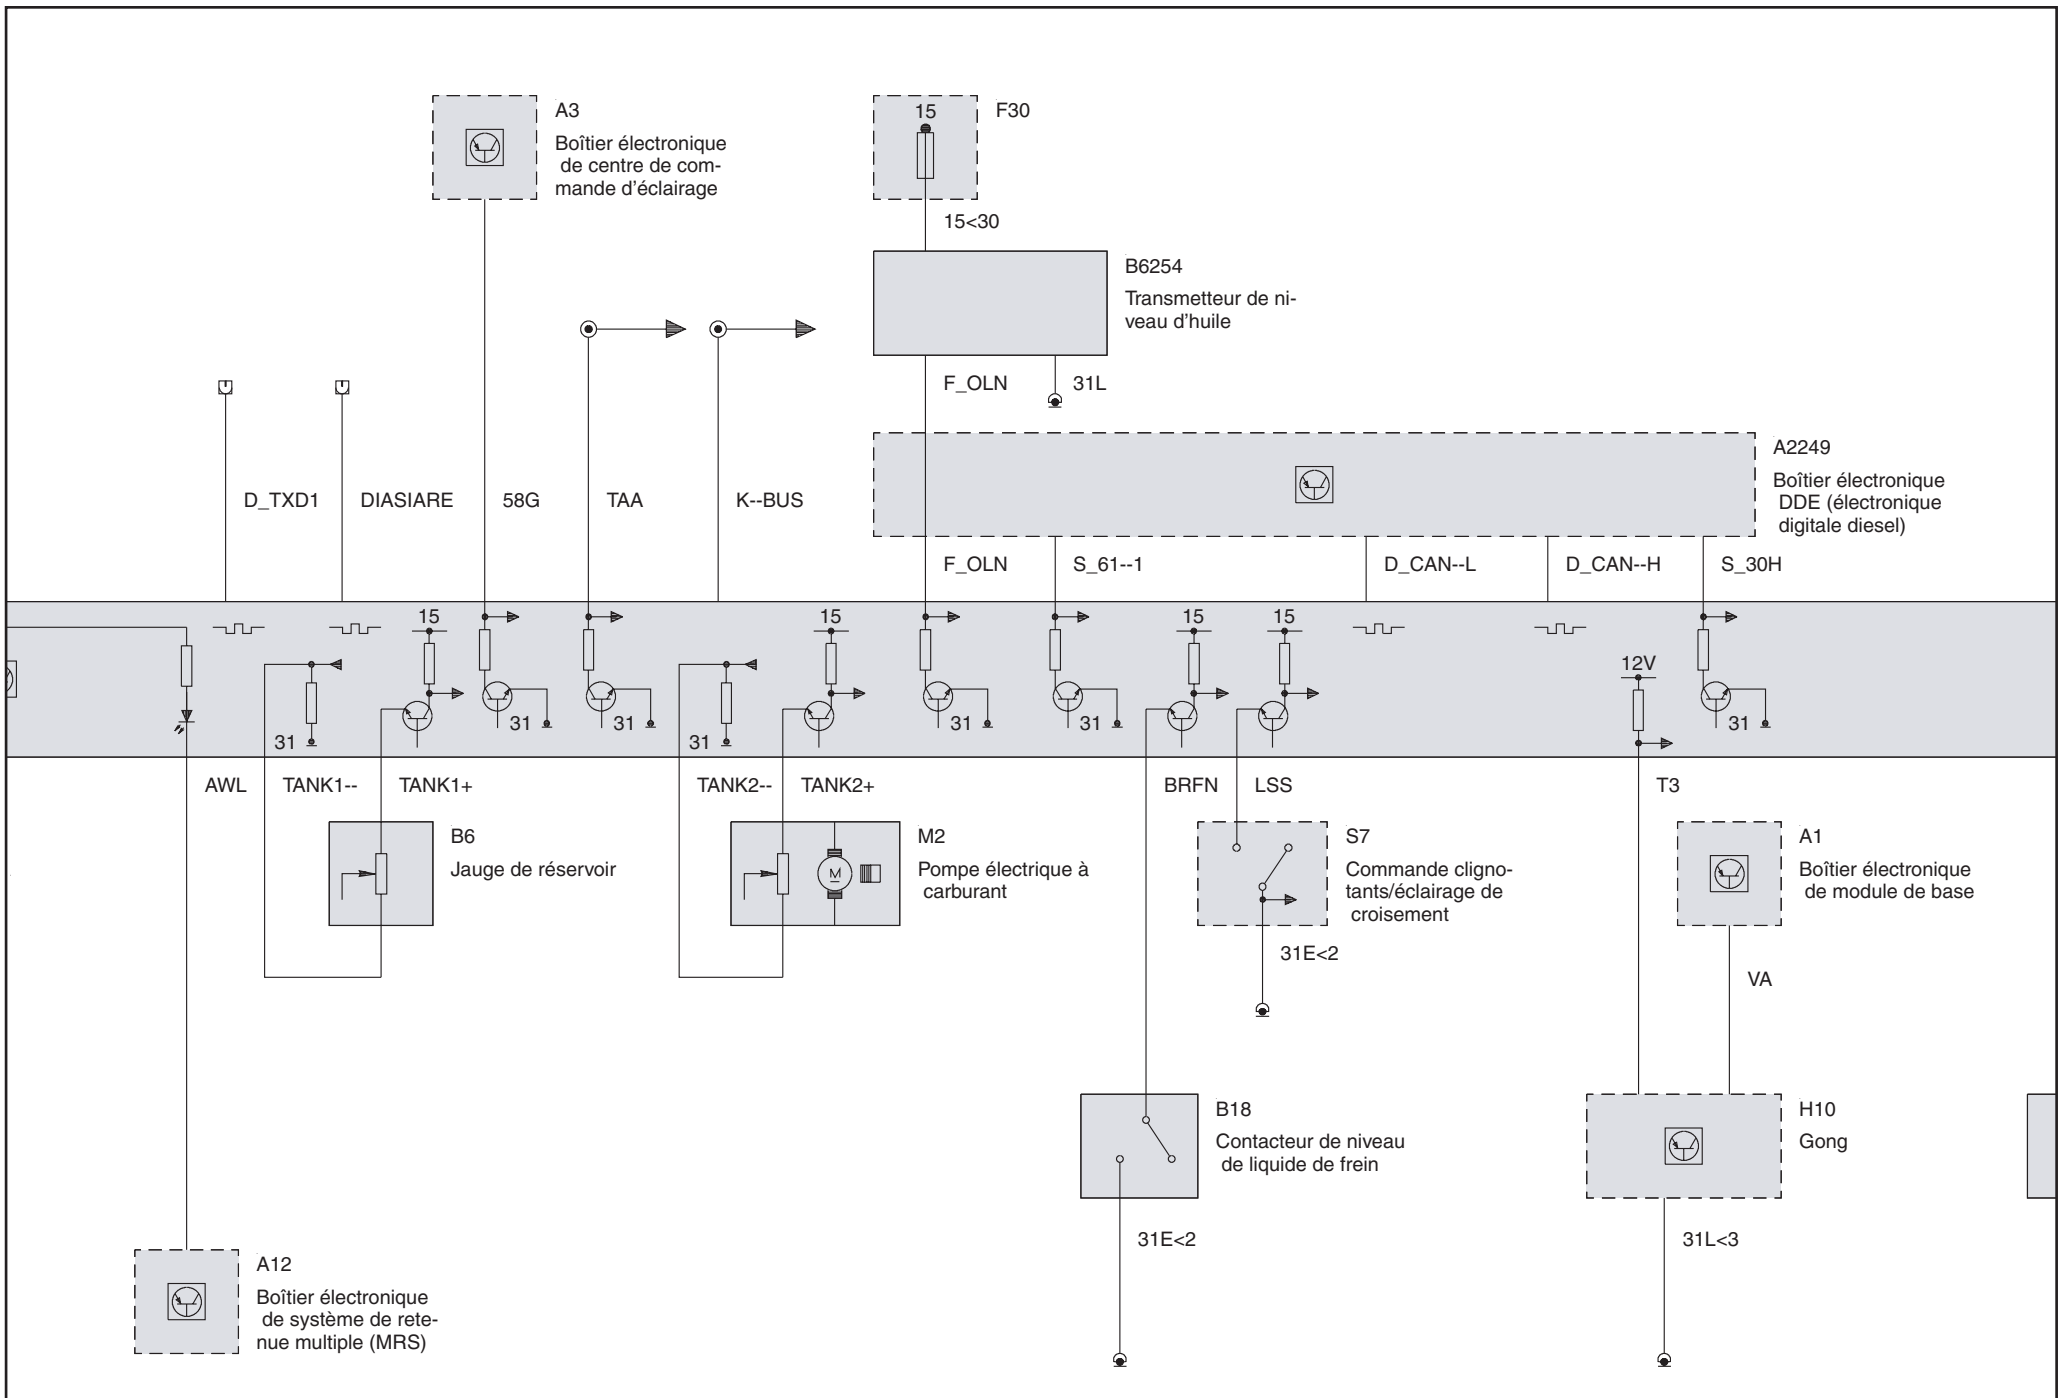 A3
Boîtier électronique
de centre de com-
mande d'éclairage
15
F30
15<30
B6254
Transmetteur de ni-
veau d'huile
F_OLN
31L
A2249
Boîtier électronique
DDE (électronique
digitale diesel)
D_TXD1
DIASIARE
58G
TAA
K--BUS
F_OLN
S_61--1
D_CAN--L
D_CAN--H
S_30H
15
15
15
15
12V
31
31
31
31
31
31
31
AWL
TANK1--
TANK1+
TANK2--
TANK2+
BRFN
LSS
T3
B6
Jauge de réservoir
M2
Pompe électrique à
carburant
M
S7
Commande cligno-
tants/éclairage de
croisement
A1
Boîtier électronique
de module de base
31E<2
VA
B18
Contacteur de niveau
de liquide de frein
H10
Gong
31E<2
31L<3
A12
Boîtier électronique
de système de rete-
nue multiple (MRS)